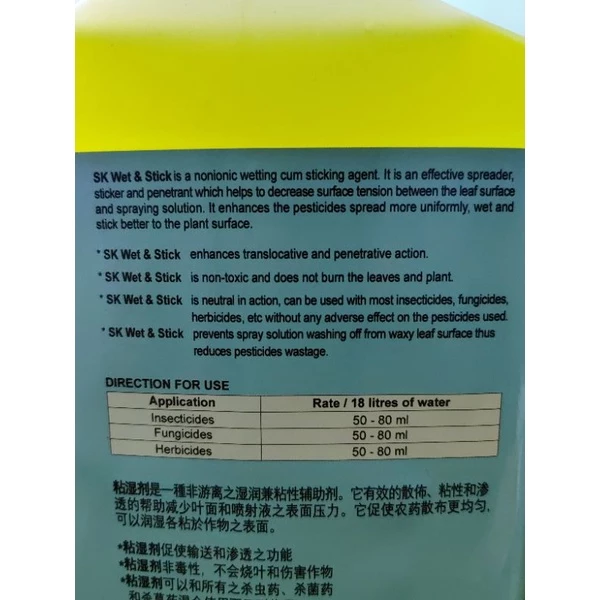 SK Wet & Stick is a nonionic wetting cum sticking agent. It is an effective spreader,
sticker and penetrant which helps to decrease surface tension between the leaf surface
and spraying solution. It enhances the pesticides spread more uniformly, wet and
stick better to the plant surface.
* SK Wet & Stick enhances translocative and penetrative action.
* SK Wet & Stick is non-toxic and does not burn the leaves and plant.
* SK Wet & Stick is neutral in action, can be used with most insecticides, fungicides,
herbicides, etc without any adverse effect on the pesticides used.
* SK Wet & Stick prevents spray solution washing off from waxy leaf surface thus
reduces pesticides wastage.
DIRECTION FOR USE
Application Rate / 18 litres of water
Insecticides 50 - 80 ml
Fungicides 50 - 80 ml
Herbicides 50 - 80 ml
粘湿剂是一種非游离之湿润兼粘性辅助剂。它有效的散佈、粘性和渗
透的帮助减少叶面和喷射液之表面压力。它促使农药散布更均匀,
可以润湿各粘於作物之表面。
*粘湿剂促使输送和渗透之功能
*粘湿剂非毒性,不会烧叶和伤害作物
*粘湿剂可以和所有之杀虫药、杀菌药